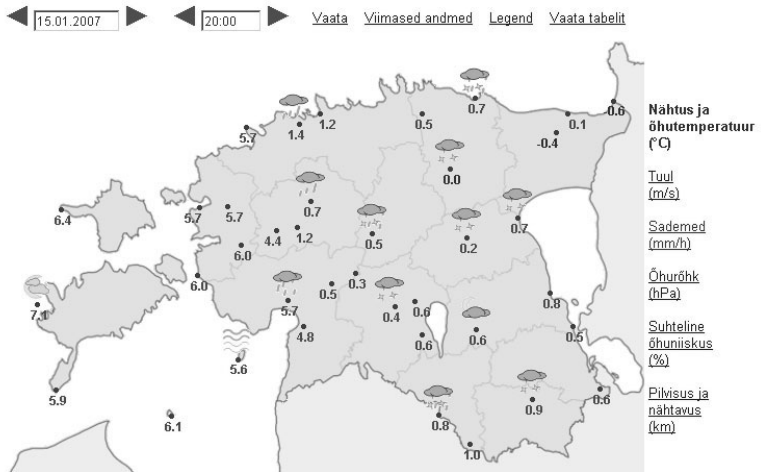 15.01.2007 20:00 Vaata Viimased andmed Legend Vaata tabelit
Nähtus ja
õhutemperatuur
(°C)
Tuul
(m/s)
Sademed
(mm/h)
Õhurõhk
(hPa)
Suhteline
õhuniiskus
(%)
Pilvisus ja
nähtavus
(km)
0.7
-0.6
1.2
0.5
0.1
5.7
1.4
-0.4
0.0
6.4
5.7
5.7
0.7
0.7
4.4
1.2
0.5
0.2
6.0
6.0
0.5
0.3
7.1
5.7
0.4
0.6
0.8
4.8
0.6
0.6
0.5
5.6
5.9
0.6
6.1
0.8
0.9
1.0